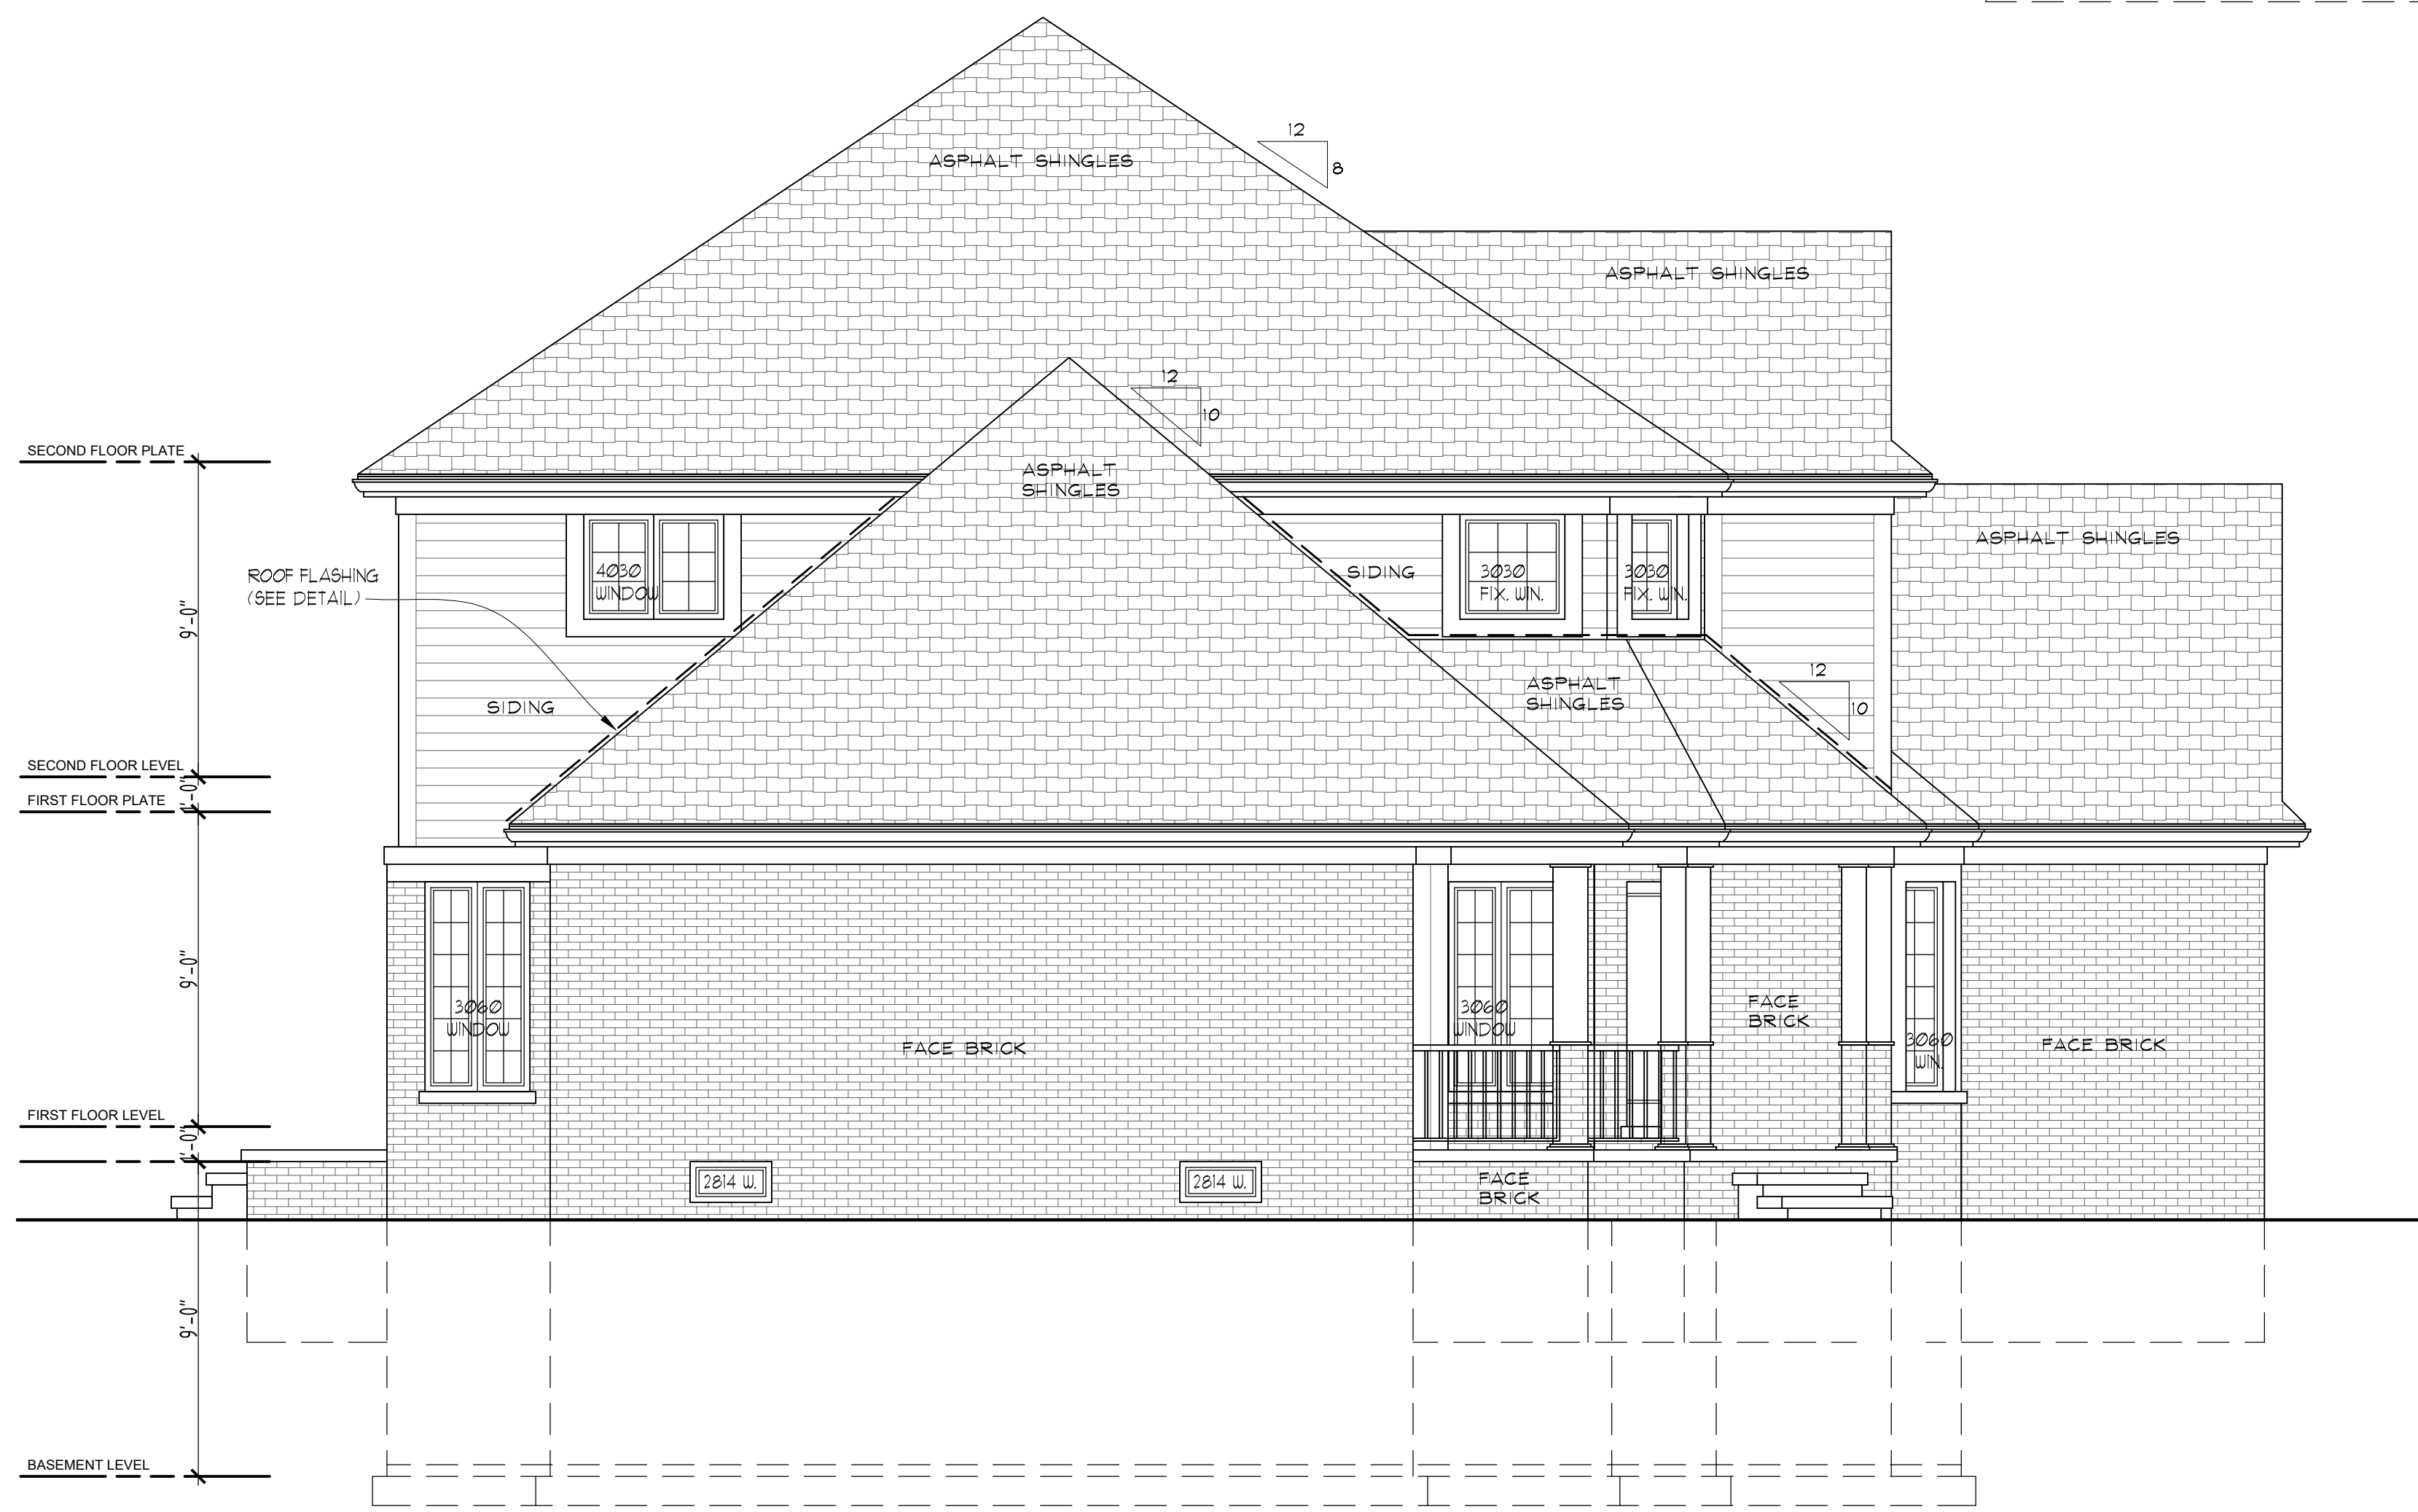 12
8
ASPHALT SHINGLES
ASPHALT SHINGLES
12
10
SECOND FLOOR PLATE
ASPHALT
SHINGLES
ASPHALT SHINGLES
ROOF FLASHING
(SEE DETAIL)
4030
WINDOW
SIDING
3030
FIX. WIN.
3030
FIX. WIN.
9'-0"
12
10
ASPHALT
SHINGLES
SIDING
SECOND FLOOR LEVEL
1'-0"
FIRST FLOOR PLATE
9'-0"
3060
WINDOW
3060
WINDOW
FACE
BRICK
3060
WIN.
FACE BRICK
FACE BRICK
FIRST FLOOR LEVEL
1'-0"
2814 W.
2814 W.
FACE
BRICK
9'-0"
BASEMENT LEVEL